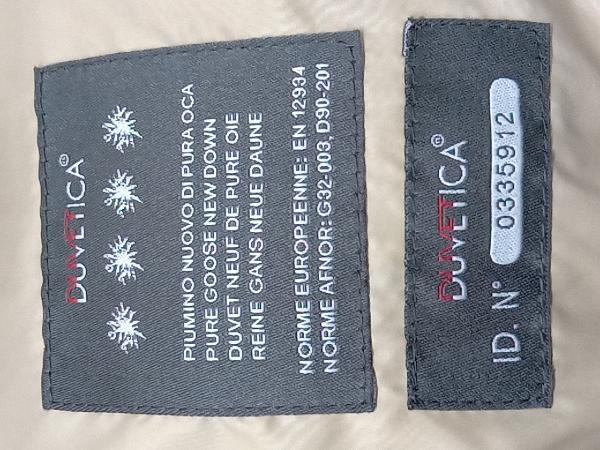 DUVETICA®
PIUMINO NUOVO DI PURA OCA
PURE GOOSE NEW DOWN
DUVET NEUF DE PURE OIE
REINE GANS NEUE DAUNE
NORME EUROPEENNE: EN 12934
NORME AFNOR: G32-003, D90-201
DUVETICA®
ID. N° 0335912